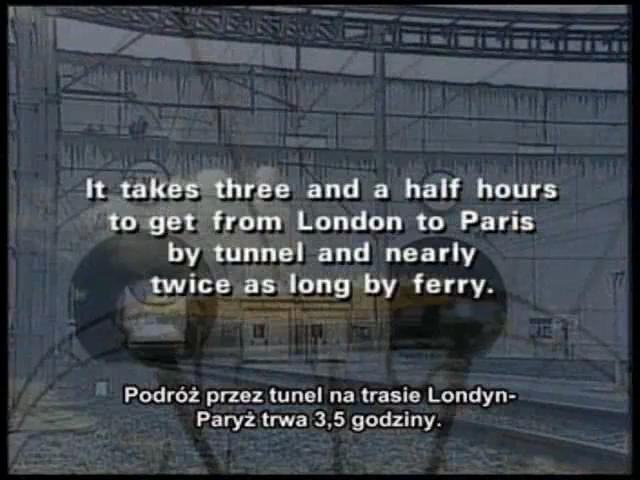 It takes three and a half hours
to get from London to Paris
by tunnel and nearly
twice as long by ferry.
Podróż przez tunel na trasie Londyn-
Paryż trwa 3,5 godziny.